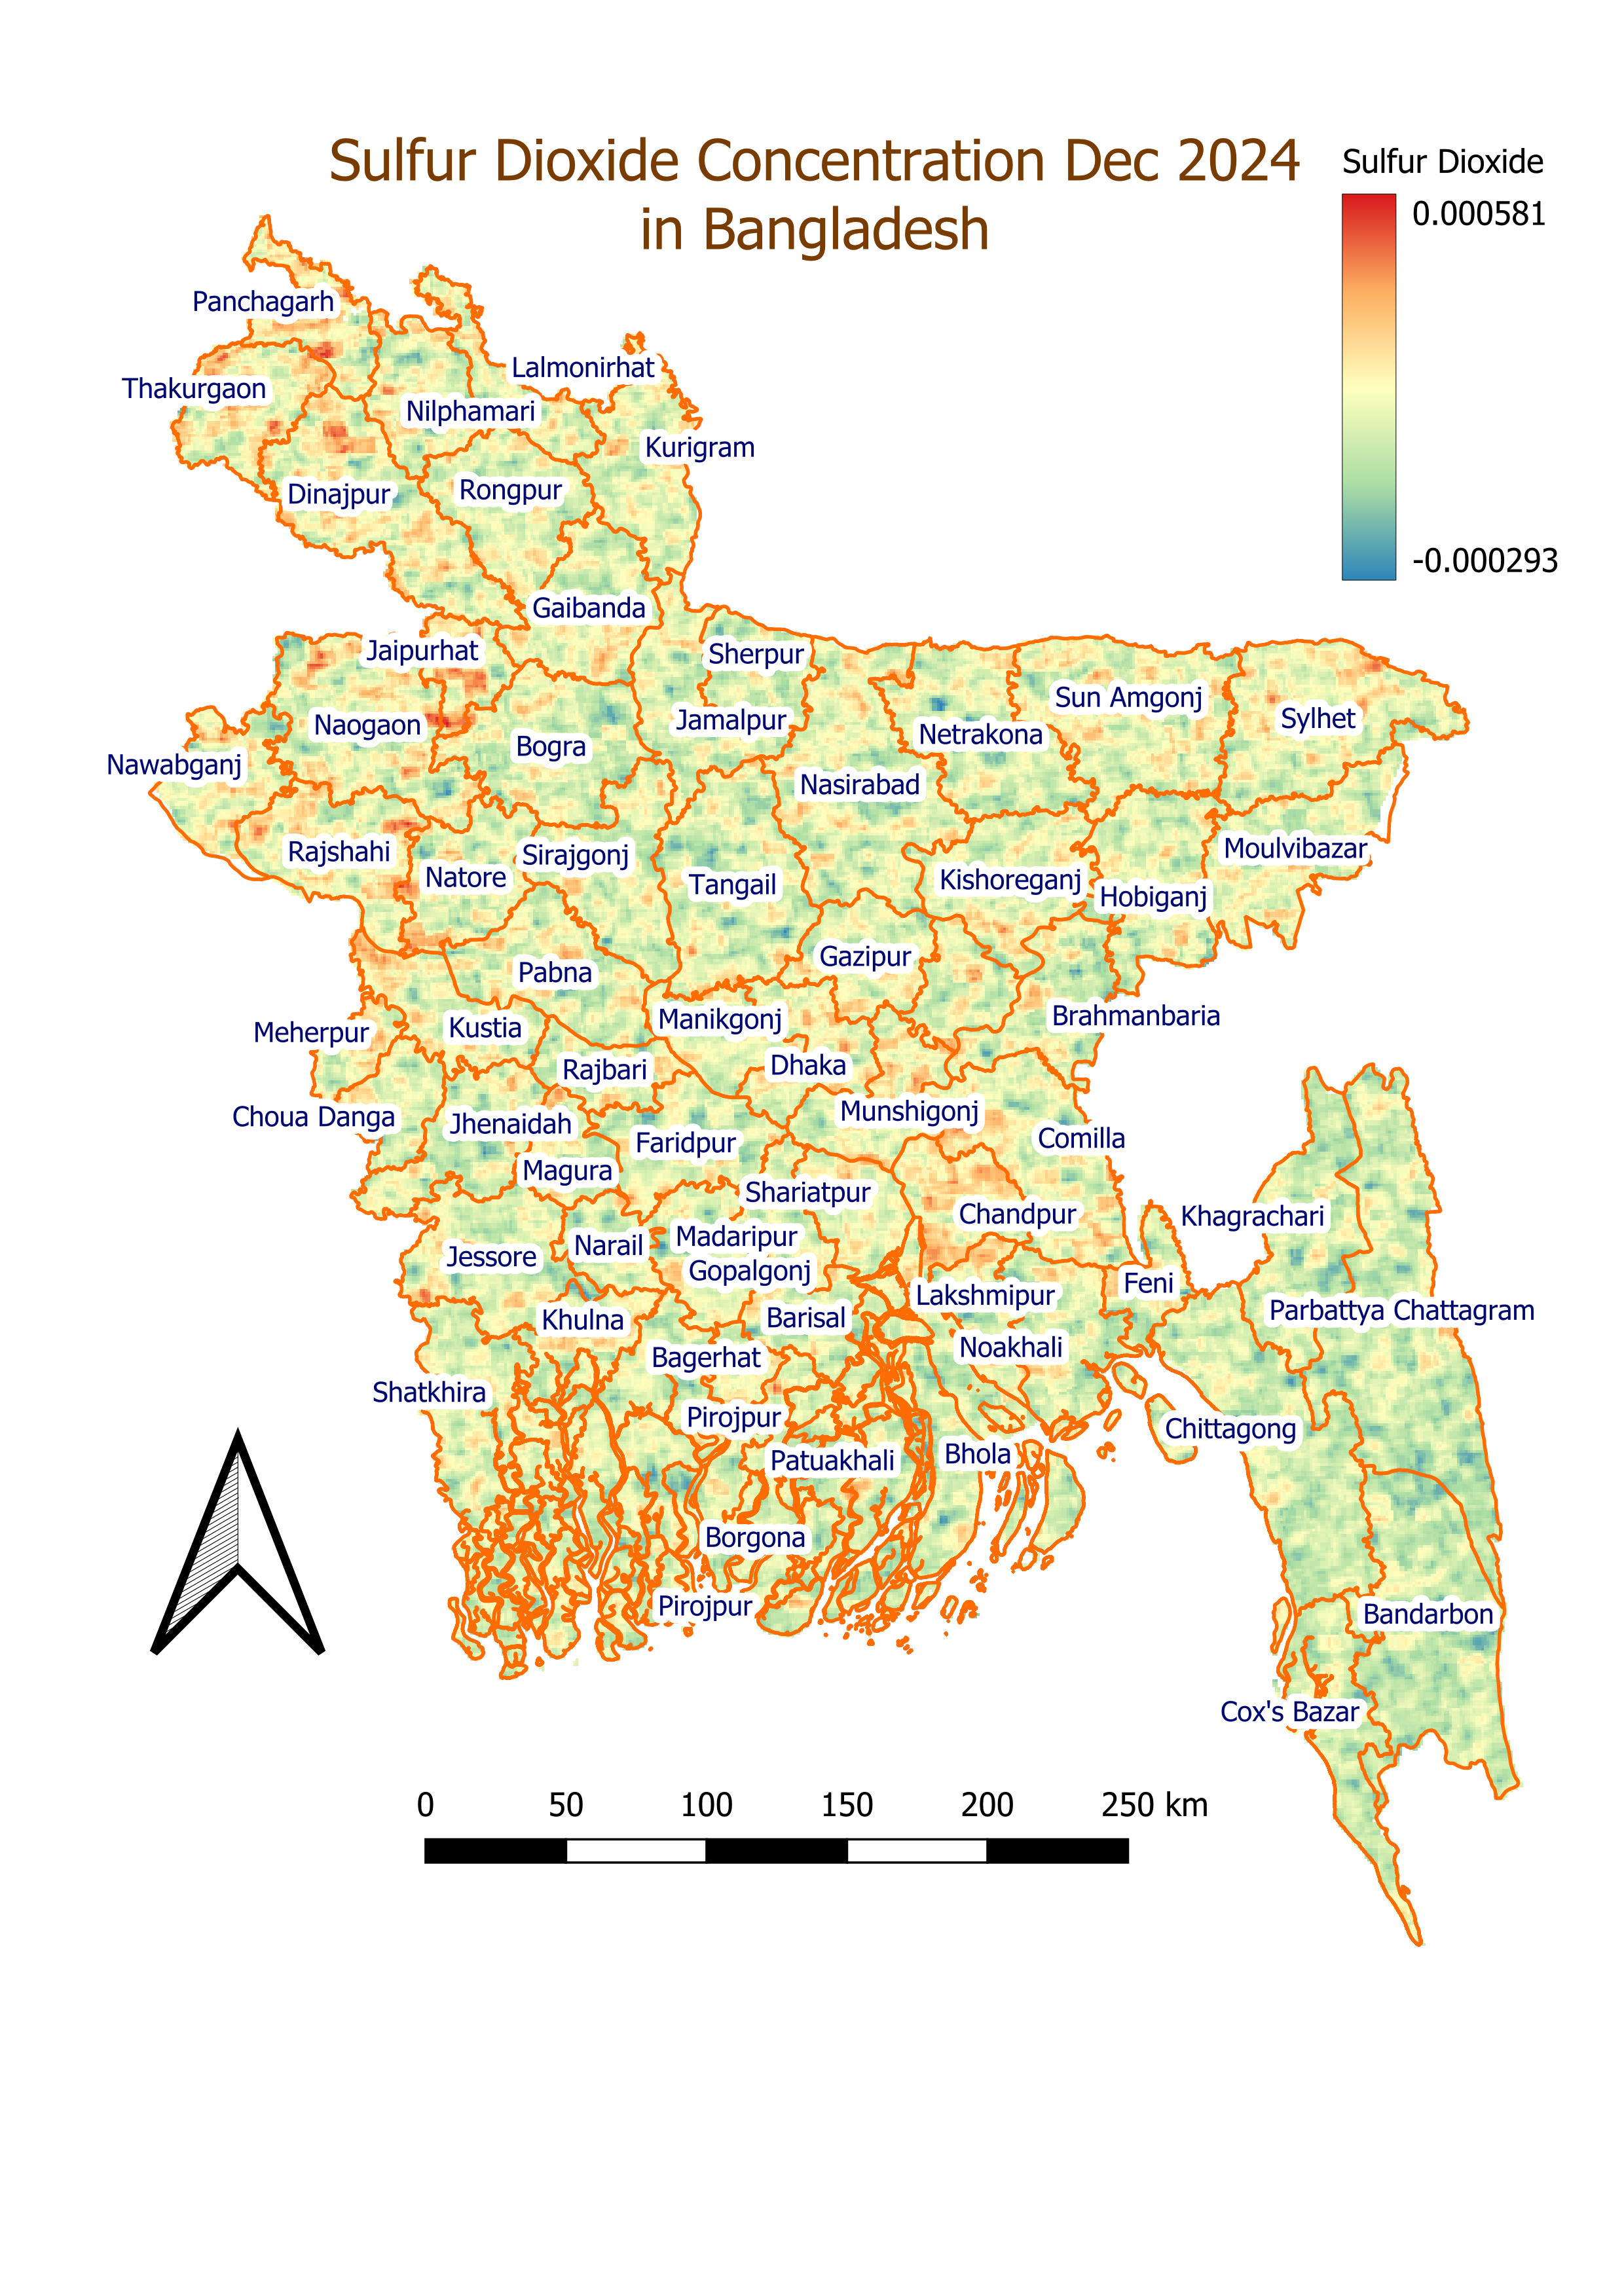 Sulfur Dioxide Concentration Dec 2024
in Bangladesh
Sulfur Dioxide
0.000581
-0.000293
Panchagarh
Thakurgaon
Lalmonirhat
Nilphamari
Kurigram
Dinajpur
Rongpur
Gaibanda
Jaipurhat
Sherpur
Sun Amgonj
Sylhet
Naogaon
Jamalpur
Netrakona
Bogra
Nawabganj
Nasirabad
Rajshahi
Sirajgonj
Moulvibazar
Natore
Tangail
Kishoreganj
Hobiganj
Gazipur
Pabna
Manikgonj
Brahmanbaria
Meherpur
Kustia
Rajbari
Dhaka
Choua Danga
Jhenaidah
Munshigonj
Faridpur
Comilla
Magura
Shariatpur
Chandpur
Khagrachari
Madaripur
Narail
Jessore
Gopalgonj
Feni
Lakshmipur
Parbattya Chattagram
Khulna
Barisal
Noakhali
Bagerhat
Shatkhira
Pirojpur
Chittagong
Patuakhali
Bhola
Borgona
Pirojpur
Bandarbon
Cox's Bazar
0 50 100 150 200 250 km